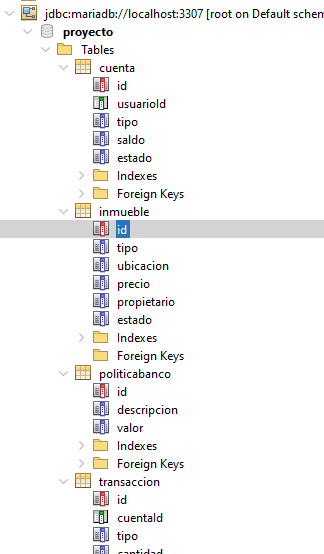 jdbc:mariadb://localhost:3307 [root on Default schem
proyecto
Tables
cuenta
id
usuarioId
tipo
saldo
estado
Indexes
Foreign Keys
inmueble
id
tipo
ubicacion
precio
propietario
estado
Indexes
Foreign Keys
politicabanco
id
descripcion
valor
Indexes
Foreign Keys
transaccion
id
cuentaId
tipo
cantidad